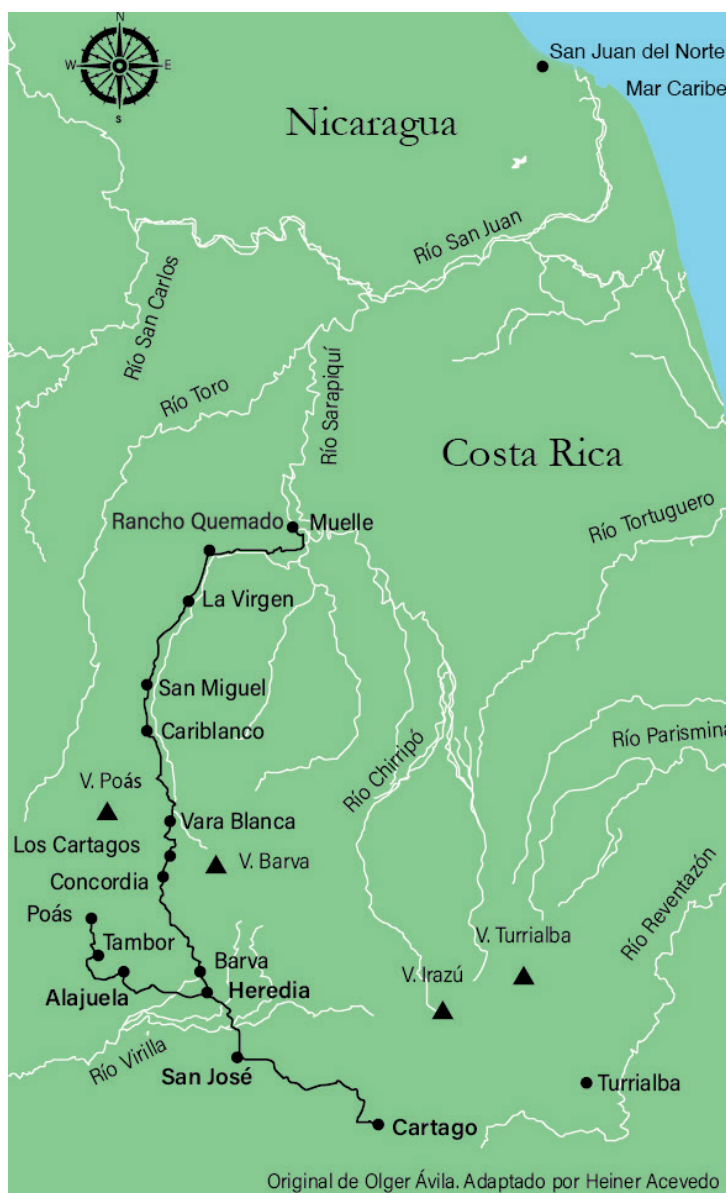 N
W
E
S
San Juan del Norte
Mar Caribe
Nicaragua
Río San Juan
Río San Carlos
Río Toro
Río Sarapiquí
Costa Rica
Rancho Quemado
Muelle
Río Tortuguero
La Virgen
San Miguel
Cariblanco
Río Parismina
Río Chirripó
V. Poás
Vara Blanca
Los Cartagos
V. Barva
Concordia
Poás
Tambor
V. Turrialba
Río Reventazón
Barva
V. Irazú
Alajuela
Heredia
Río Virilla
San José
Turrialba
Cartago
Original de Olger Ávila. Adaptado por Heiner Acevedo